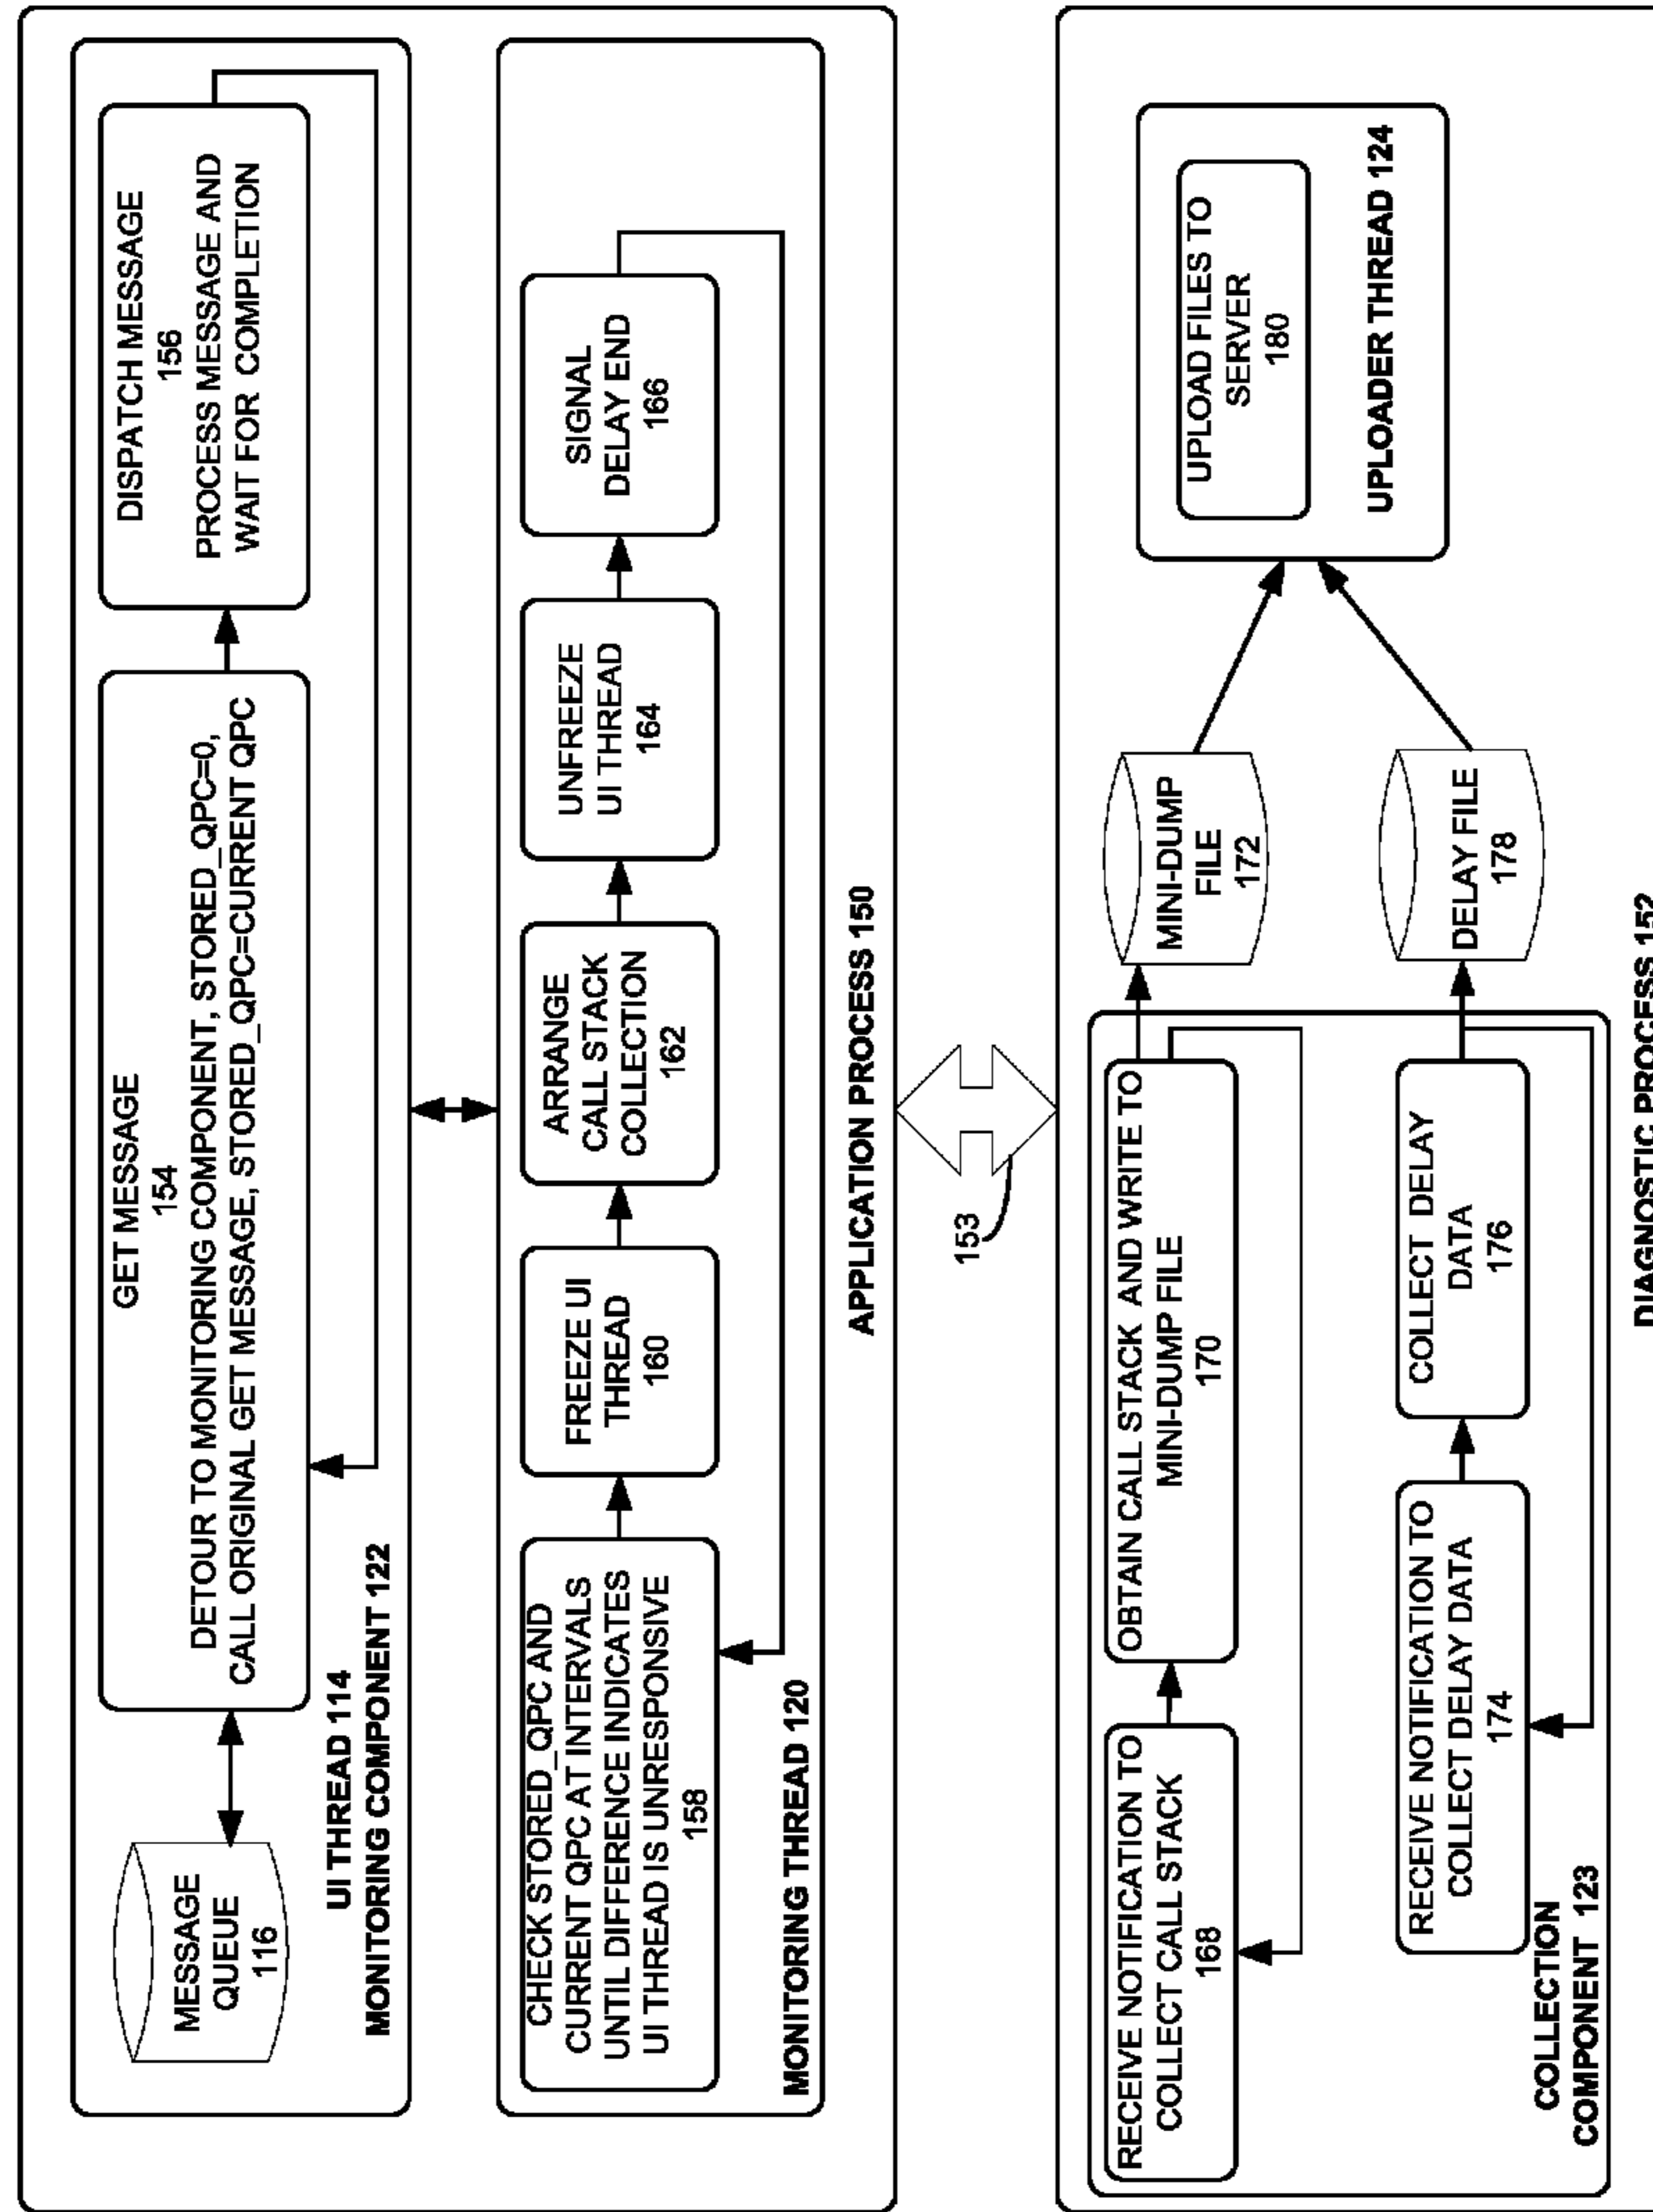 GET MESSAGE
154
DETOUR TO MONITORING COMPONENT, STORED_QPC=0,
CALL ORIGINAL GET MESSAGE, STORED_QPC=CURRENT QPC
DISPATCH MESSAGE
156
PROCESS MESSAGE AND
WAIT FOR COMPLETION
MESSAGE
QUEUE
116
UI THREAD 114
MONITORING COMPONENT 122
CHECK STORED_QPC AND
CURRENT QPC AT INTERVALS
UNTIL DIFFERENCE INDICATES
UI THREAD IS UNRESPONSIVE
158
FREEZE UI
THREAD
160
ARRANGE
CALL STACK
COLLECTION
162
UNFREEZE
UI THREAD
164
SIGNAL
DELAY END
166
MONITORING THREAD 120
APPLICATION PROCESS 150
153
RECEIVE NOTIFICATION TO
COLLECT CALL STACK
168
OBTAIN CALL STACK AND WRITE TO
MINI-DUMP FILE
170
MINI-DUMP
FILE
172
RECEIVE NOTIFICATION TO
COLLECT DELAY DATA
174
COLLECT DELAY
DATA
176
DELAY FILE
178
UPLOAD FILES TO
SERVER
180
UPLOADER THREAD 124
COLLECTION
COMPONENT 123
DIAGNOSTIC PROCESS 152